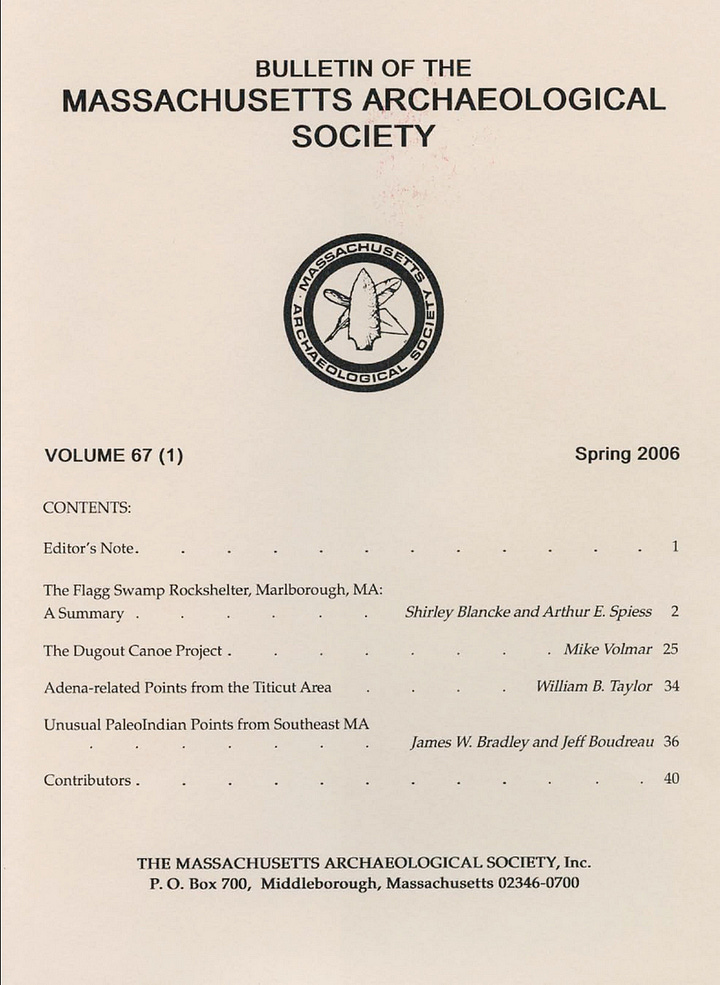 BULLETIN OF THE
MASSACHUSETTS ARCHAEOLOGICAL
SOCIETY
MASSACHUSETTS
ARCHAEOLOGICAL SOCIETY
VOLUME 67 (1) Spring 2006
CONTENTS:
Editor's Note. . . . . . . . . . . . 1
The Flagg Swamp Rockshelter, Marlborough, MA:
A Summary . . . . . . Shirley Blancke and Arthur E. Spiess 2
The Dugout Canoe Project . . . . . . . . Mike Volmar 25
Adena-related Points from the Titicut Area . . . . William B. Taylor 34
Unusual PaleoIndian Points from Southeast MA
. . . . . . . James W. Bradley and Jeff Boudreau 36
Contributors . . . . . . . . . . . . 40
THE MASSACHUSETTS ARCHAEOLOGICAL SOCIETY, Inc.
P. O. Box 700, Middleborough, Massachusetts 02346-0700